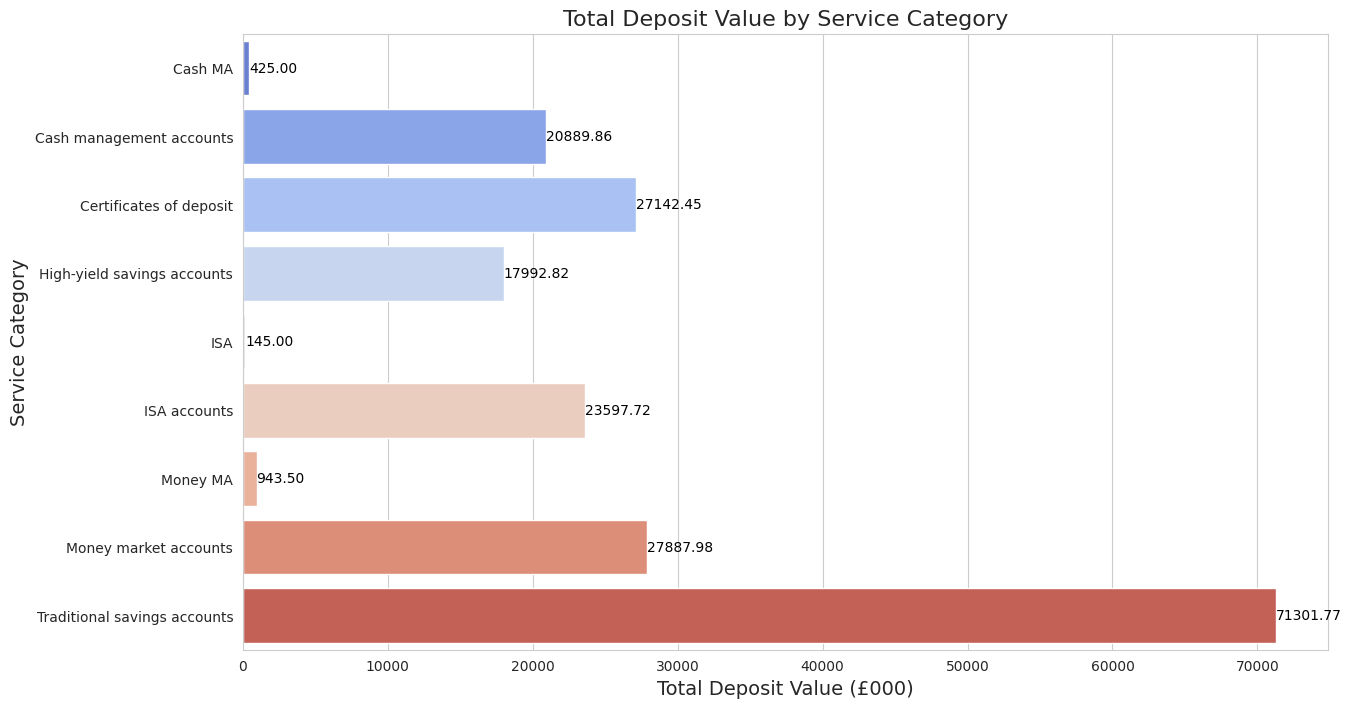 Total Deposit Value by Service Category
Service Category
Cash MA 425.00
Cash management accounts 20889.86
Certificates of deposit 27142.45
High-yield savings accounts 17992.82
ISA 145.00
ISA accounts 23597.72
Money MA 943.50
Money market accounts 27887.98
Traditional savings accounts 71301.77
0 10000 20000 30000 40000 50000 60000 70000
Total Deposit Value (£000)